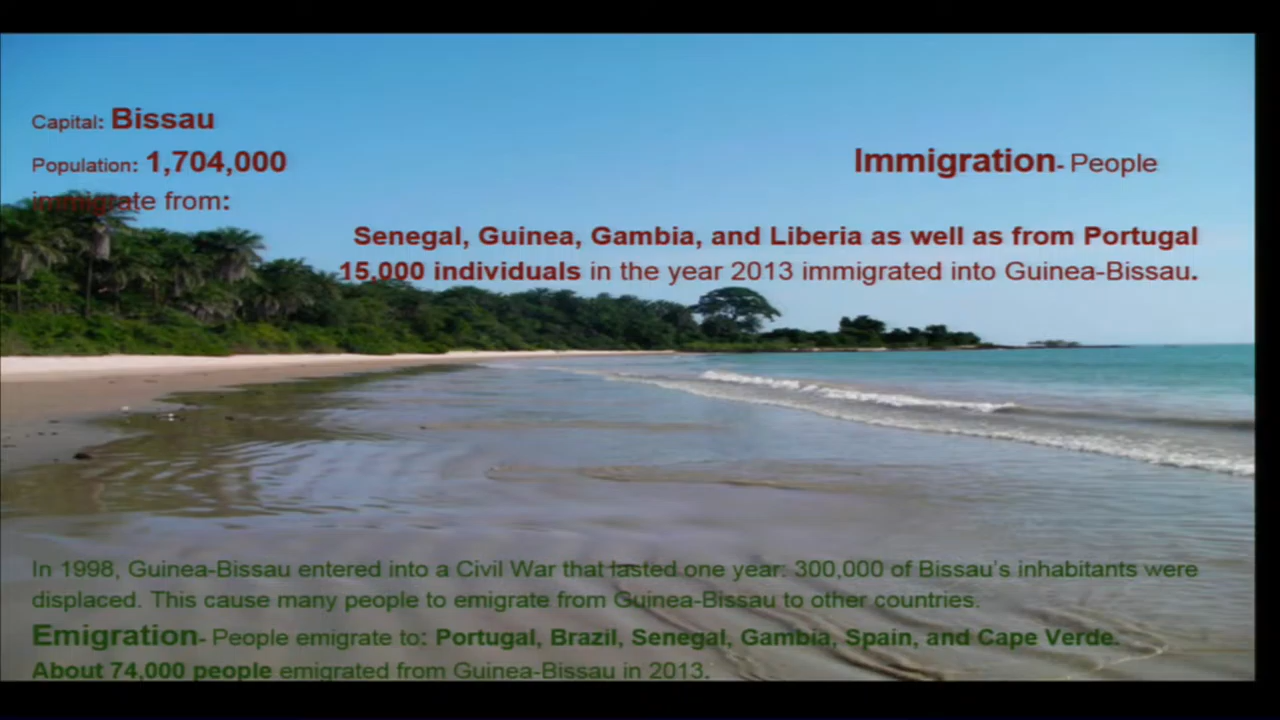 Capital: Bissau
Population: 1,704,000 Immigration- People
immigrate from:
Senegal, Guinea, Gambia, and Liberia as well as from Portugal
15,000 individuals in the year 2013 immigrated into Guinea-Bissau.
In 1998, Guinea-Bissau entered into a Civil War that lasted one year: 300,000 of Bissau's inhabitants were
displaced. This cause many people to emigrate from Guinea-Bissau to other countries.
Emigration- People emigrate to: Portugal, Brazil, Senegal, Gambia, Spain, and Cape Verde.
About 74,000 people emigrated from Guinea-Bissau in 2013.